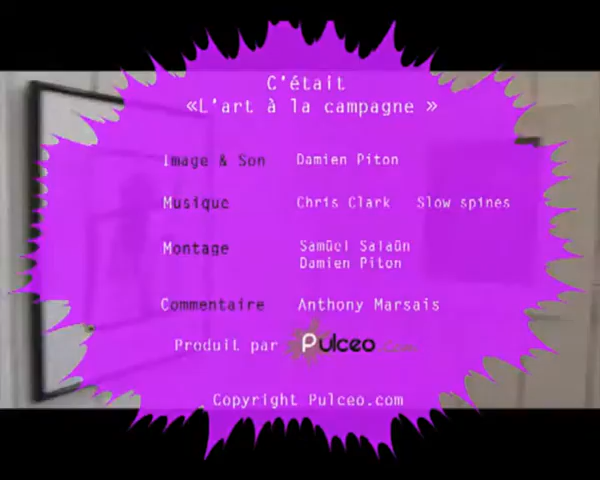 C'était
«L'art à la campagne »
Image & Son Damien Piton
Musique Chris Clark Slow spines
Montage Samüel Salaün
Damien Piton
Commentaire Anthony Marsais
Produit par Pulceo
Copyright Pulceo.com